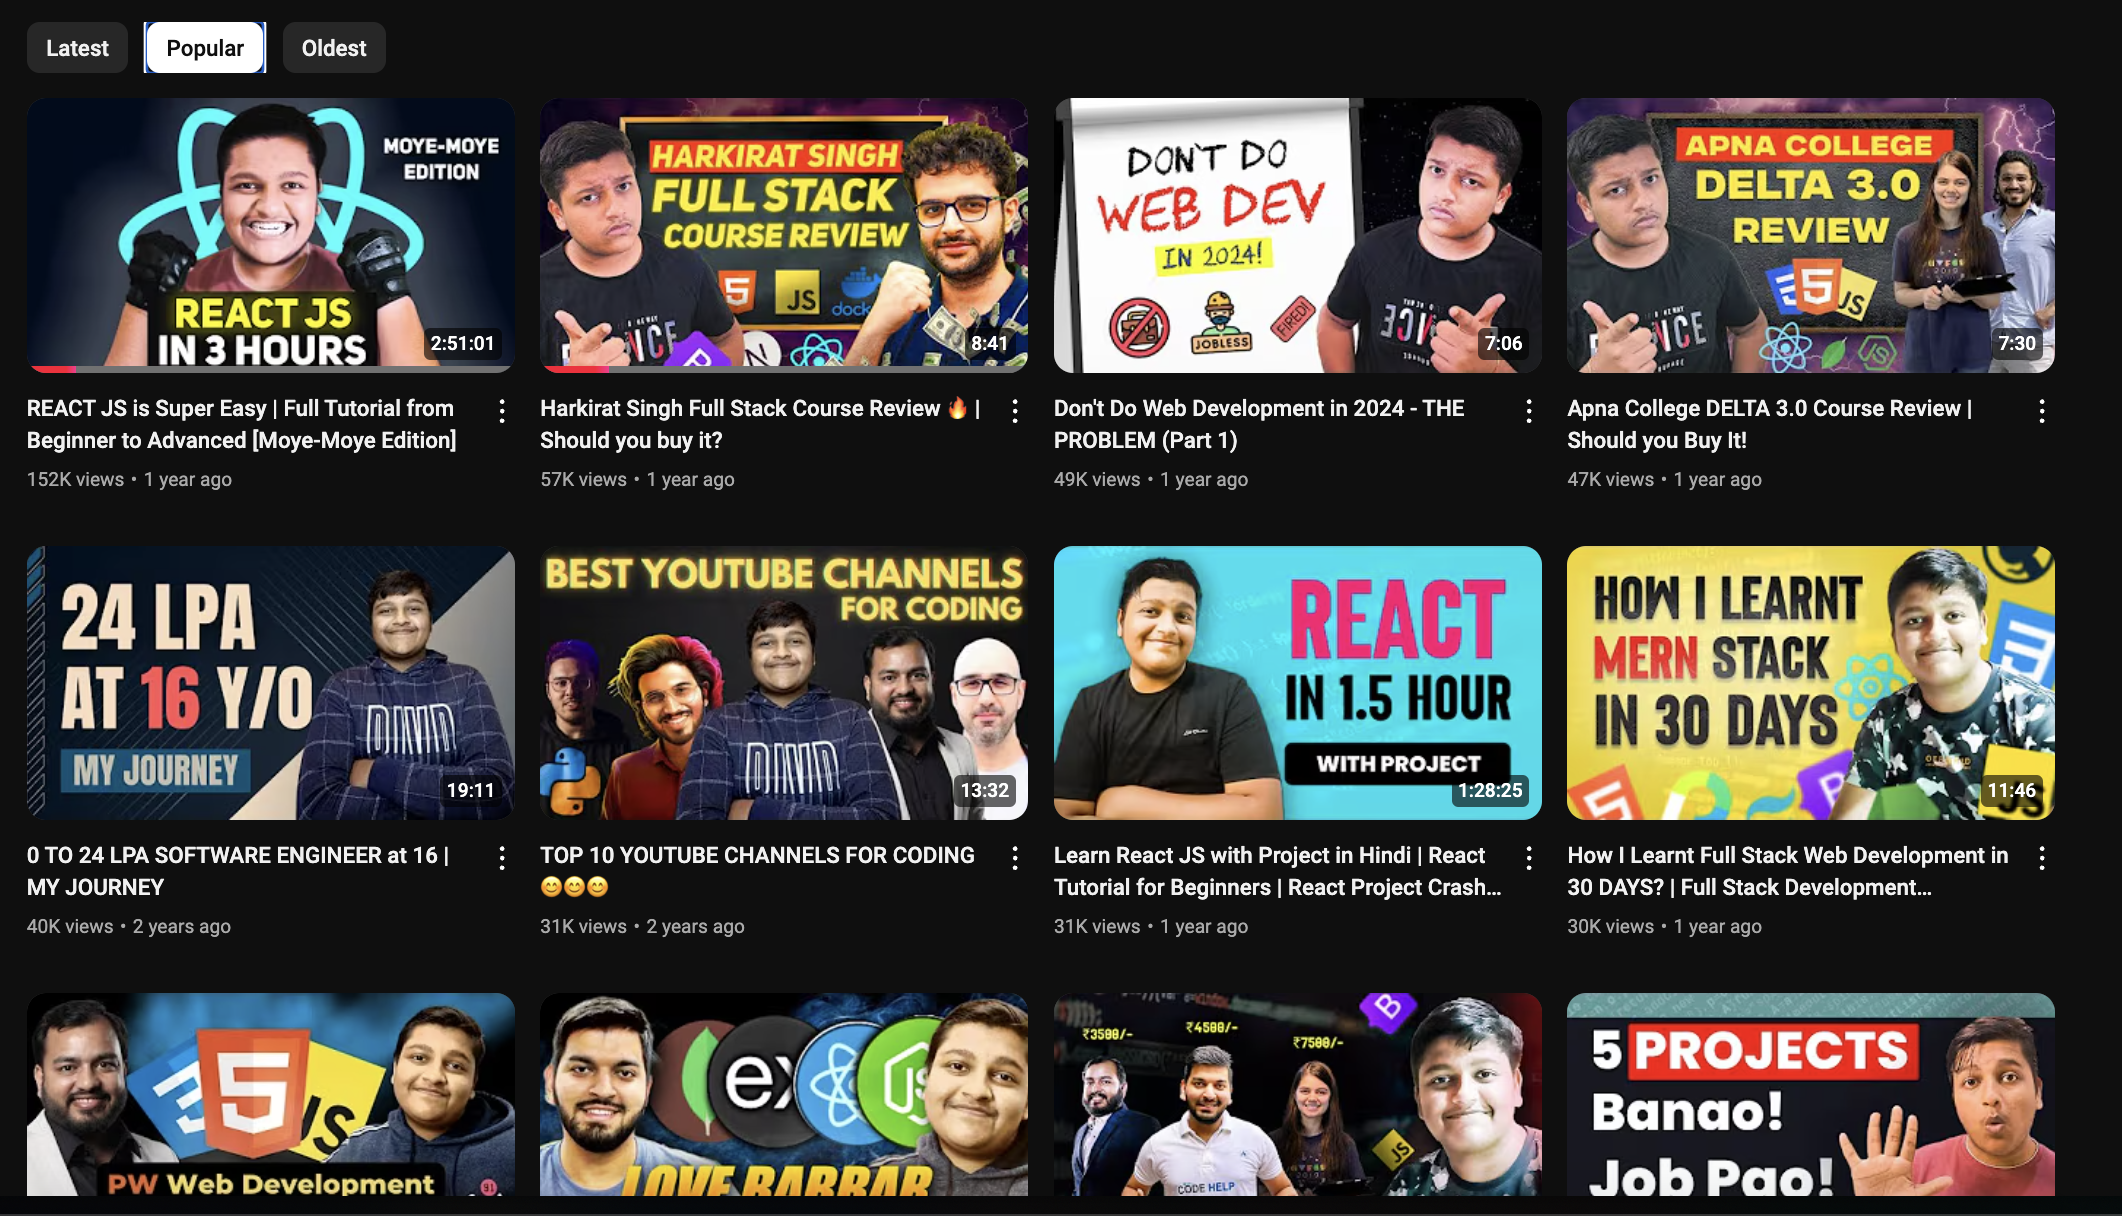 Latest
Popular
Oldest
MOYE-MOYE
EDITION
REACT JS
IN 3 HOURS
2:51:01
REACT JS is Super Easy | Full Tutorial from
Beginner to Advanced [Moye-Moye Edition]
152K views • 1 year ago
HARKIRAT SINGH
FULL STACK
COURSE REVIEW
5
JS
dock
B
N
8:41
Harkirat Singh Full Stack Course Review 🔥 |
Should you buy it?
57K views • 1 year ago
DON'T DO
WEB DEV
IN 2024!
JOBLESS
FIRED!
7:06
Don't Do Web Development in 2024 - THE
PROBLEM (Part 1)
49K views • 1 year ago
APNA COLLEGE
DELTA 3.0
REVIEW
5
JS
7:30
Apna College DELTA 3.0 Course Review |
Should you Buy It!
47K views • 1 year ago
24 LPA
AT 16 Y/O
MY JOURNEY
19:11
0 TO 24 LPA SOFTWARE ENGINEER at 16 |
MY JOURNEY
40K views • 2 years ago
BEST YOUTUBE CHANNELS
FOR CODING
13:32
TOP 10 YOUTUBE CHANNELS FOR CODING
😊😊😊
31K views • 2 years ago
REACT
IN 1.5 HOUR
WITH PROJECT
1:28:25
Learn React JS with Project in Hindi | React
Tutorial for Beginners | React Project Crash...
31K views • 1 year ago
HOW I LEARNT
MERN STACK
IN 30 DAYS
B
JS
11:46
How I Learnt Full Stack Web Development in
30 DAYS? | Full Stack Development...
30K views • 1 year ago
5
JS
PW Web Development
ex
JS
LOVE BABBAR
₹3500/-
₹4500/-
₹7500/-
B
JS
CODE HELP
5 PROJECTS
Banao!
Job Pao!